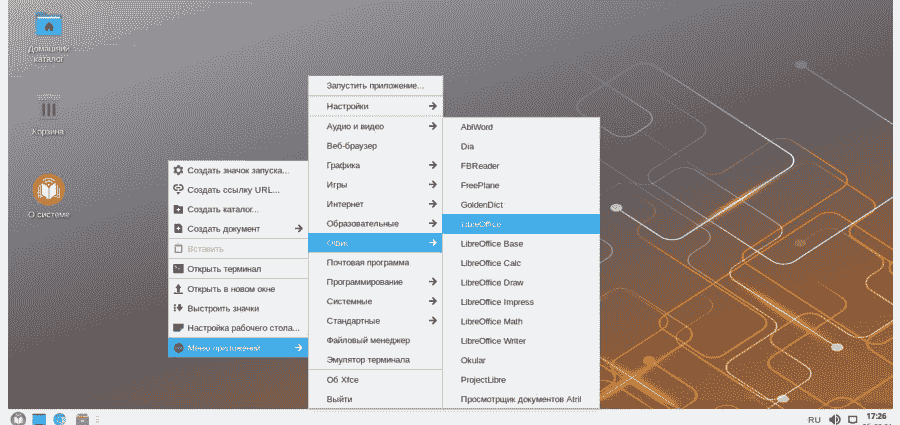 Домашний
каталог
Корзина
О системе
Создать значок запуска...
Создать ссылку URL...
Создать каталог...
Создать документ
Вставить
Открыть терминал
Открыть в новом окне
Выстроить значки
Настройка рабочего стола...
Меню приложений
Запустить приложение...
Настройки
Аудио и видео
Веб-браузер
Графика
Игры
Интернет
Образовательные
Офис
Почтовая программа
Программирование
Системные
Стандартные
Файловый менеджер
Эмулятор терминала
Об Xfce
Выйти
AbiWord
Dia
FBReader
FreePlane
GoldenDict
LibreOffice
LibreOffice Base
LibreOffice Calc
LibreOffice Draw
LibreOffice Impress
LibreOffice Math
LibreOffice Writer
Okular
ProjectLibre
Просмотрщик документов Atril
RU
17:26